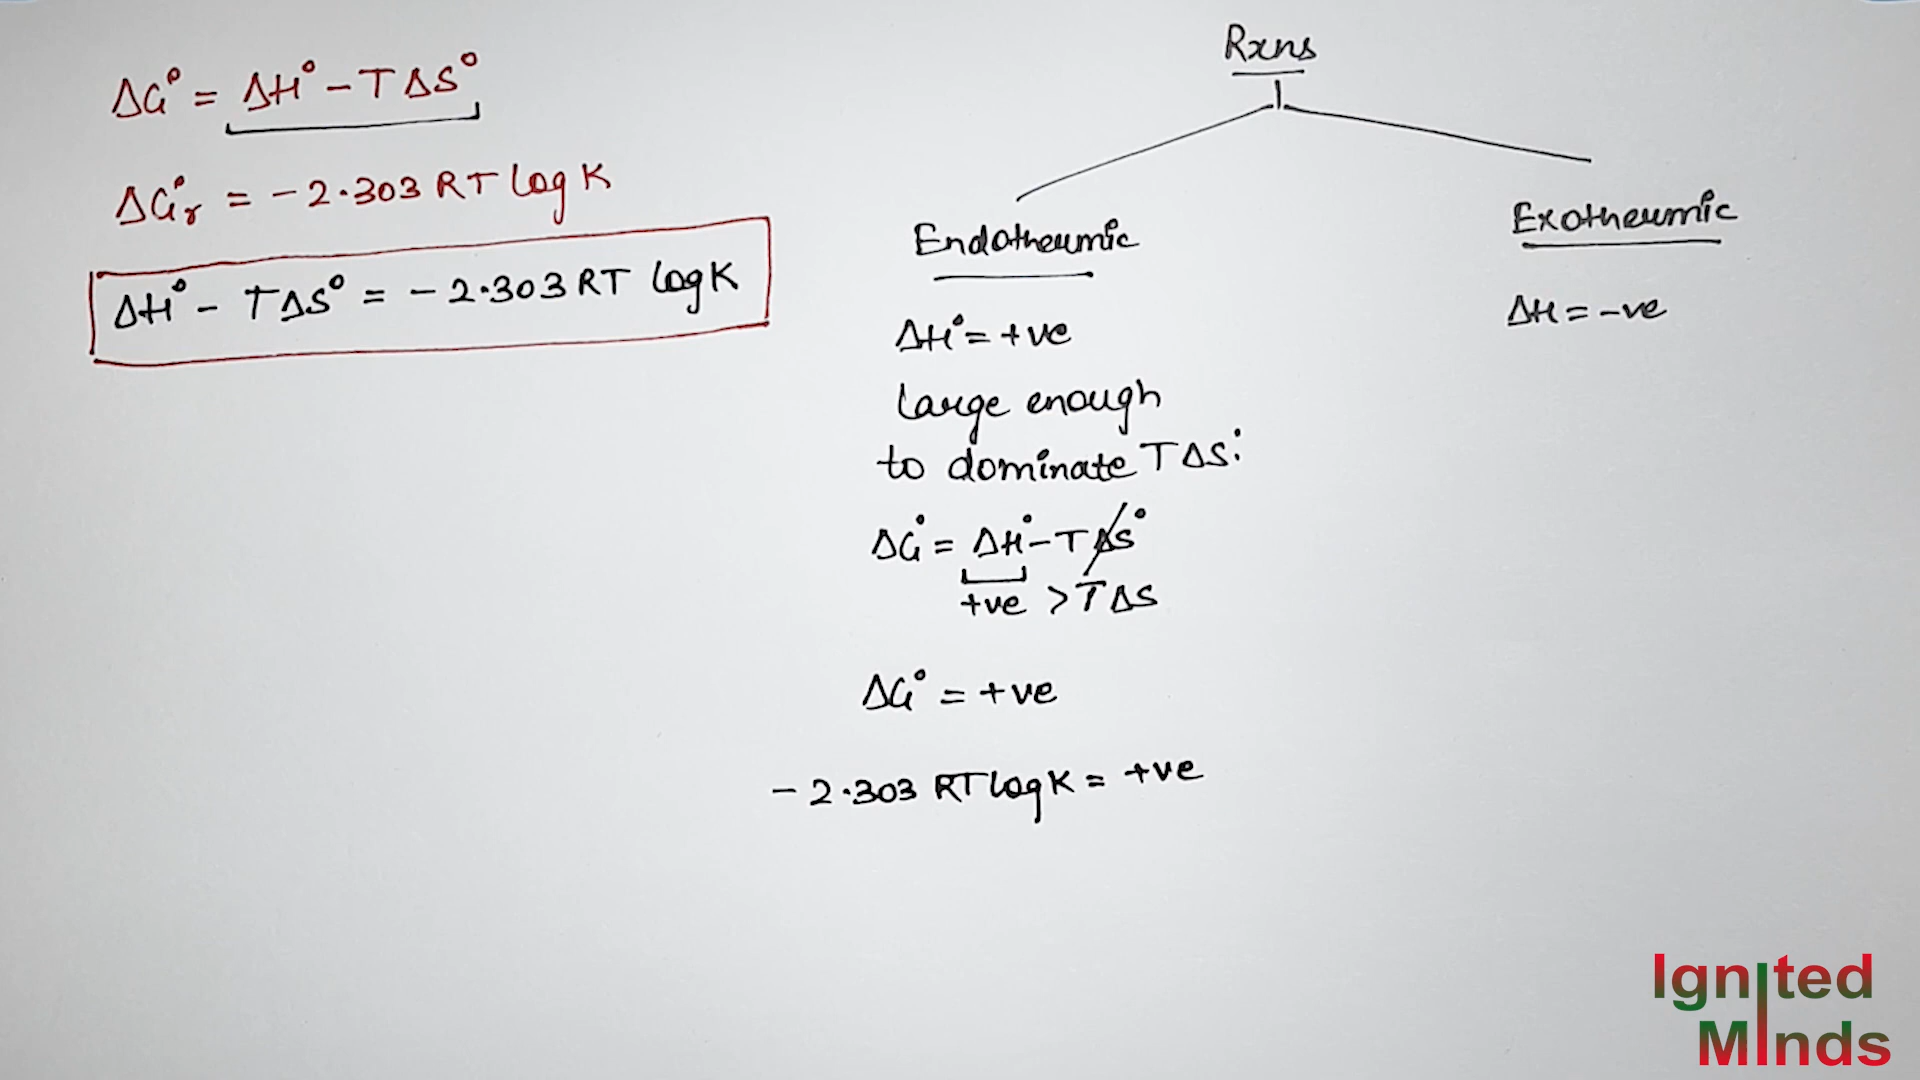 ΔG° = ΔH° - TΔS°
ΔG°r = -2.303 RT log K
ΔH° - TΔS° = -2.303 RT log K
Rxns
Endothermic
ΔH° = +ve
large enough
to dominate TΔS°.
ΔG° = ΔH° - TΔS°
+ve > TΔS
ΔG° = +ve
-2.303 RT log K = +ve
Exothermic
ΔH = -ve
Ignited
Minds